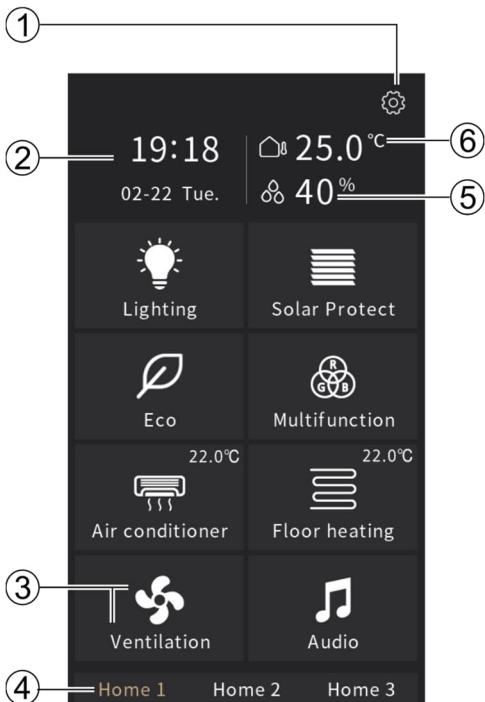 ①
② 19:18 25.0 °C ⑥
02-22 Tue. 40 % ⑤
Lighting Solar Protect
R
G B
Eco Multifunction
22.0℃ 22.0℃
Air conditioner Floor heating
③
Ventilation Audio
④ Home 1 Home 2 Home 3